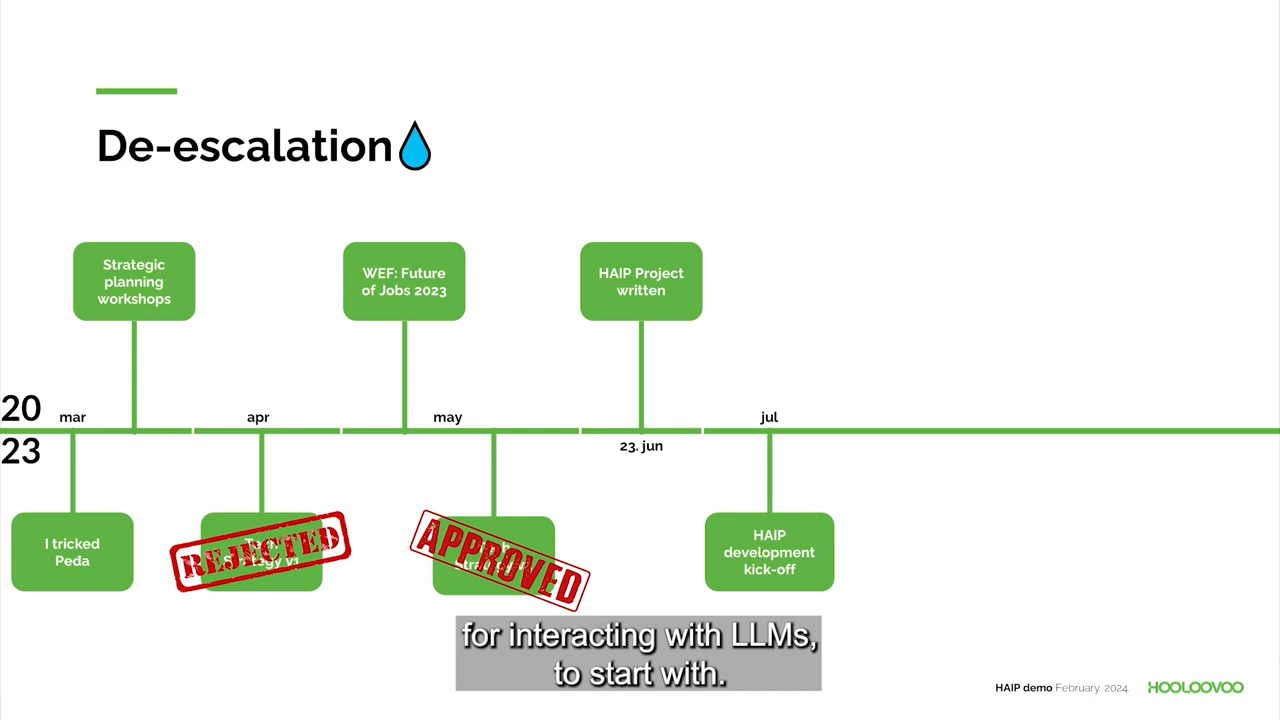 De-escalation
Strategic
planning
workshops
WEF: Future
of Jobs 2023
HAIP Project
written
20
23
mar
apr
may
23. jun
jul
I tricked
Peđa
REJECTED
APPROVED
HAIP
development
kick-off
for interacting with LLMs,
to start with.
HAIP demo February 2024.
HOOLOOVOO